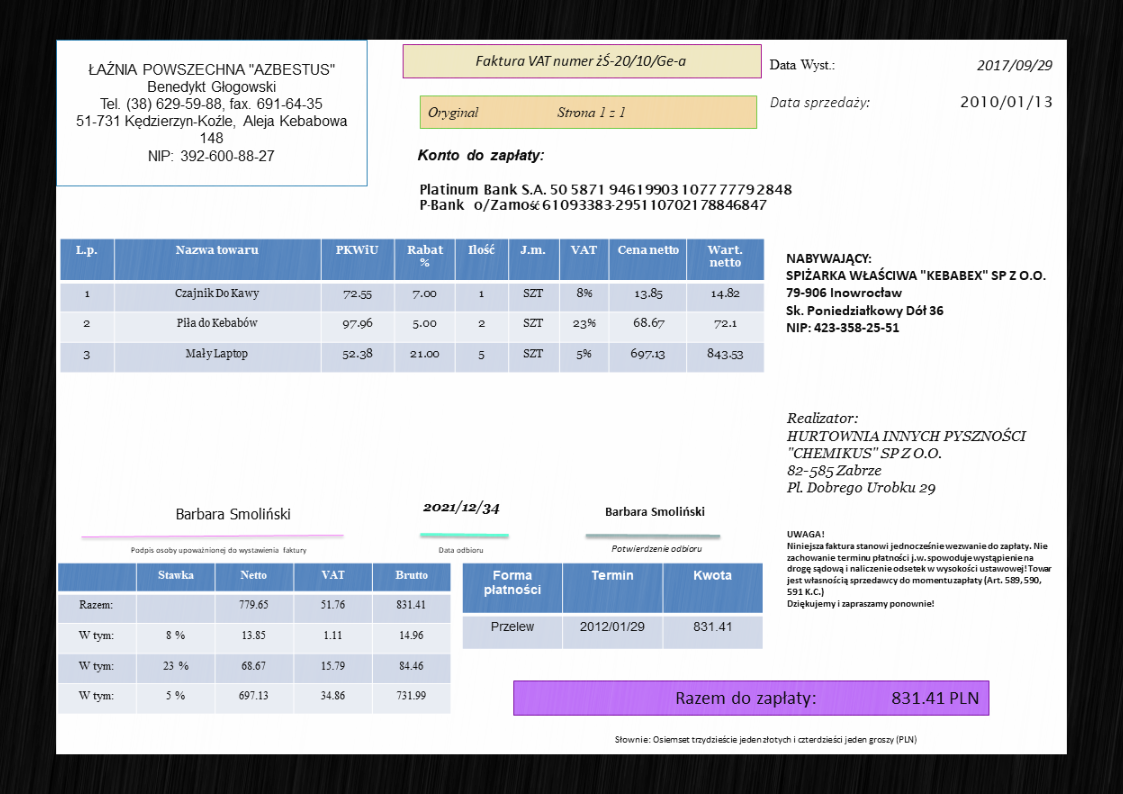 ŁAŹNIA POWSZECHNA "AZBESTUS"
Benedykt Głogowski
Tel. (38) 629-59-88, fax. 691-64-35
51-731 Kędzierzyn-Koźle, Aleja Kebabowa
148
NIP: 392-600-88-27
Faktura VAT numer żŚ-20/10/Ge-a
Oryginal Strona 1 z 1
Data Wyst.: 2017/09/29
Data sprzedaży: 2010/01/13
Konto do zapłaty:
Platinum Bank S.A. 50 5871 94619903 1077 7779 2848
P-Bank o/Zamość 61093383-295110702178846847
L.p. Nazwa towaru PKWiU Rabat % Ilość J.m. VAT Cena netto Wart. netto
1 Czajnik Do Kawy 72.55 7.00 1 SZT 8% 13.85 14.82
2 Piła do Kebabów 97.96 5.00 2 SZT 23% 68.67 72.1
3 Mały Laptop 52.38 21.00 5 SZT 5% 697.13 843.53
NABYWAJĄCY:
SPIŻARKA WŁAŚCIWA "KEBABEX" SP Z O.O.
79-906 Inowrocław
Sk. Poniedziałkowy Dół 36
NIP: 423-358-25-51
Realizator:
HURTOWNIA INNYCH PYSZNOŚCI
"CHEMIKUS" SP Z O.O.
82-585 Zabrze
Pl. Dobrego Urobku 29
Barbara Smoliński
Podpis osoby upoważnionej do wystawienia faktury
2021/12/34
Data odbioru
Barbara Smoliński
Potwierdzenie odbioru
UWAGA!
Niniejsza faktura stanowi jednocześnie wezwanie do zapłaty. Nie
zachowanie terminu płatności j.w. spowoduje wystąpienie na
drogę sądową i naliczenie odsetek w wysokości ustawowej! Towar
jest własnością sprzedawcy do momentu zapłaty (Art. 589, 590,
591 K.C.)
Dziękujemy i zapraszamy ponownie!
Stawka Netto VAT Brutto
Razem: 779.65 51.76 831.41
W tym: 8 % 13.85 1.11 14.96
W tym: 23 % 68.67 15.79 84.46
W tym: 5 % 697.13 34.86 731.99
Forma płatności Termin Kwota
Przelew 2012/01/29 831.41
Razem do zapłaty: 831.41 PLN
Słownie: Osiemset trzydzieście jeden złotych i czterdzieści jeden groszy (PLN)